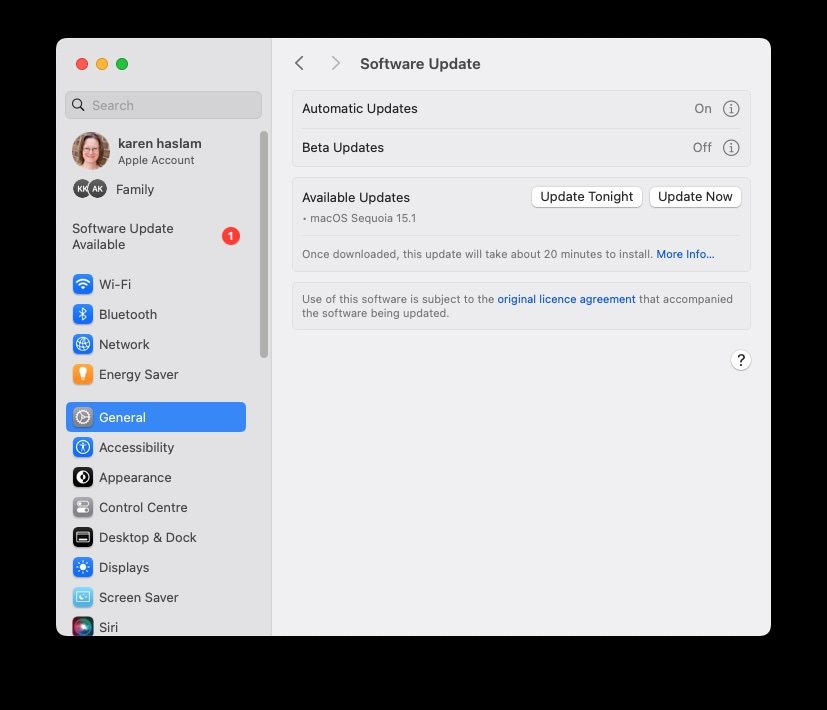 Search
karen haslam
Apple Account
KK AK Family
Software Update
Available
1
Wi-Fi
Bluetooth
Network
Energy Saver
General
Accessibility
Appearance
Control Centre
Desktop & Dock
Displays
Screen Saver
Siri
Software Update
Automatic Updates On
Beta Updates Off
Available Updates Update Tonight Update Now
• macOS Sequoia 15.1
Once downloaded, this update will take about 20 minutes to install. More Info...
Use of this software is subject to the original licence agreement that accompanied
the software being updated.
?